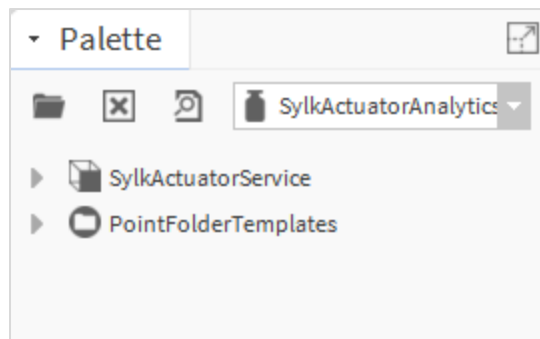 Palette
SylkActuatorAnalytics
SylkActuatorService
PointFolderTemplates